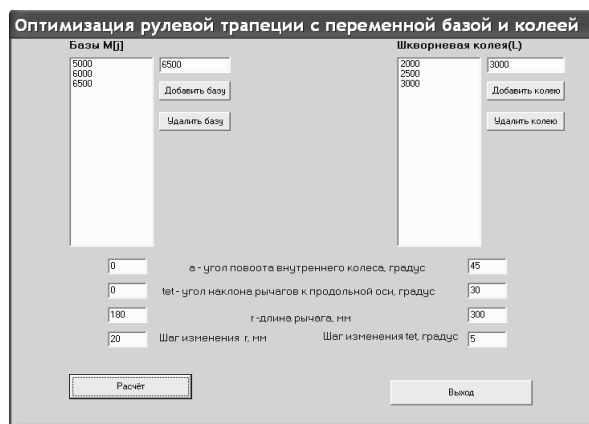 Оптимизация рулевой трапеции с переменной базой и колеей
Базы M[j]
Шкворневая колея(L)
5000
6000
6500
6500
Добавить базу
Удалить базу
2000
2500
3000
3000
Добавить колею
Удалить колею
0 a - угол повоота внутреннего колеса, градус 45
0 tet - угол наклона рычагов к продольной оси, градус 30
180 r -длина рычага, мм 300
20 Шаг изменения r, мм Шаг изменения tet, градус 5
Расчёт
Выход